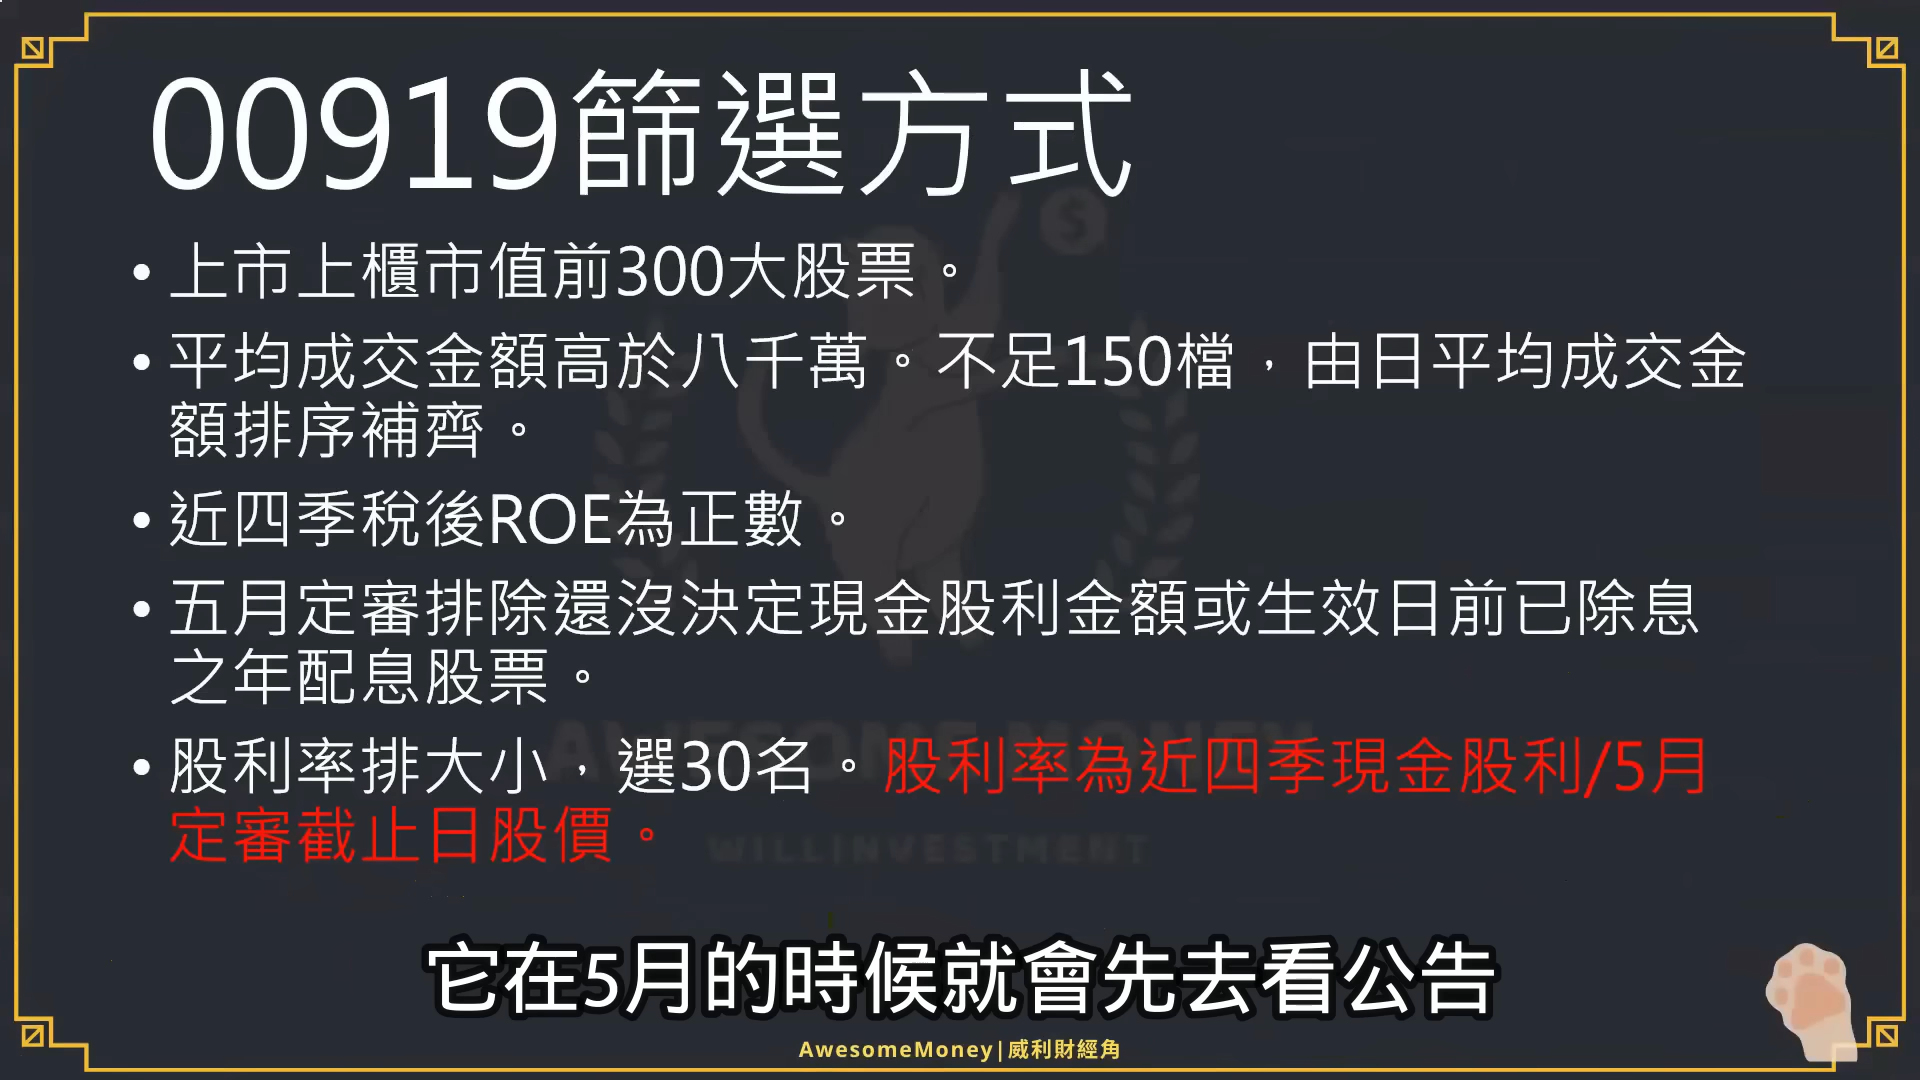 00919篩選方式
• 上市上櫃市值前300大股票。
• 平均成交金額高於八千萬。不足150檔，由日平均成交金
額排序補齊。
• 近四季稅後ROE為正數。
• 五月定審排除還沒決定現金股利金額或生效日前已除息
之年配息股票。
• 股利率排大小，選30名。股利率為近四季現金股利/5月
定審截止日股價。
AWESOME MONEY
WILLINVESTMENT
它在5月的時候就會先去看公告
AwesomeMoney|威利財經角